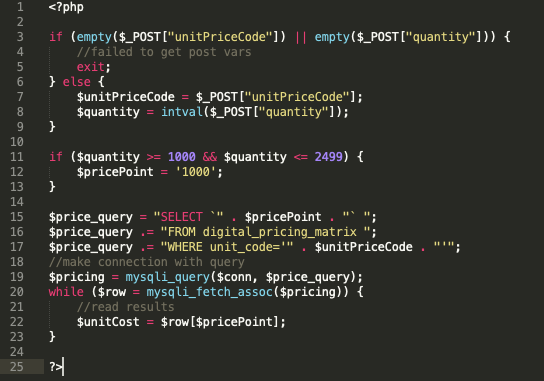 1 <?php
2
3 if (empty($_POST["unitPriceCode"]) || empty($_POST["quantity"])) {
4     //failed to get post vars
5     exit;
6 } else {
7     $unitPriceCode = $_POST["unitPriceCode"];
8     $quantity = intval($_POST["quantity"]);
9 }
10
11 if ($quantity >= 1000 && $quantity <= 2499) {
12     $pricePoint = '1000';
13 }
14
15 $price_query = "SELECT `" . $pricePoint . "` ";
16 $price_query .= "FROM digital_pricing_matrix ";
17 $price_query .= "WHERE unit_code='" . $unitPriceCode . "'";
18 //make connection with query
19 $pricing = mysqli_query($conn, $price_query);
20 while ($row = mysqli_fetch_assoc($pricing)) {
21     //read results
22     $unitCost = $row[$pricePoint];
23 }
24
25 ?>